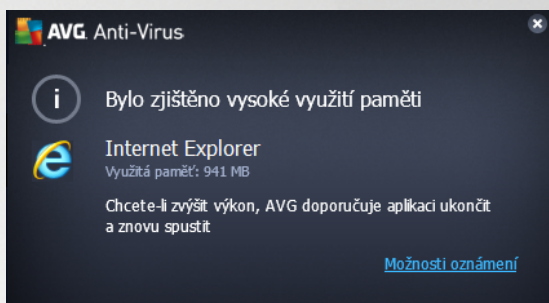 AVG Anti-Virus
Bylo zjištěno vysoké využití paměti
Internet Explorer
Využitá paměť: 941 MB
Chcete-li zvýšit výkon, AVG doporučuje aplikaci ukončit
a znovu spustit
Možnosti oznámení